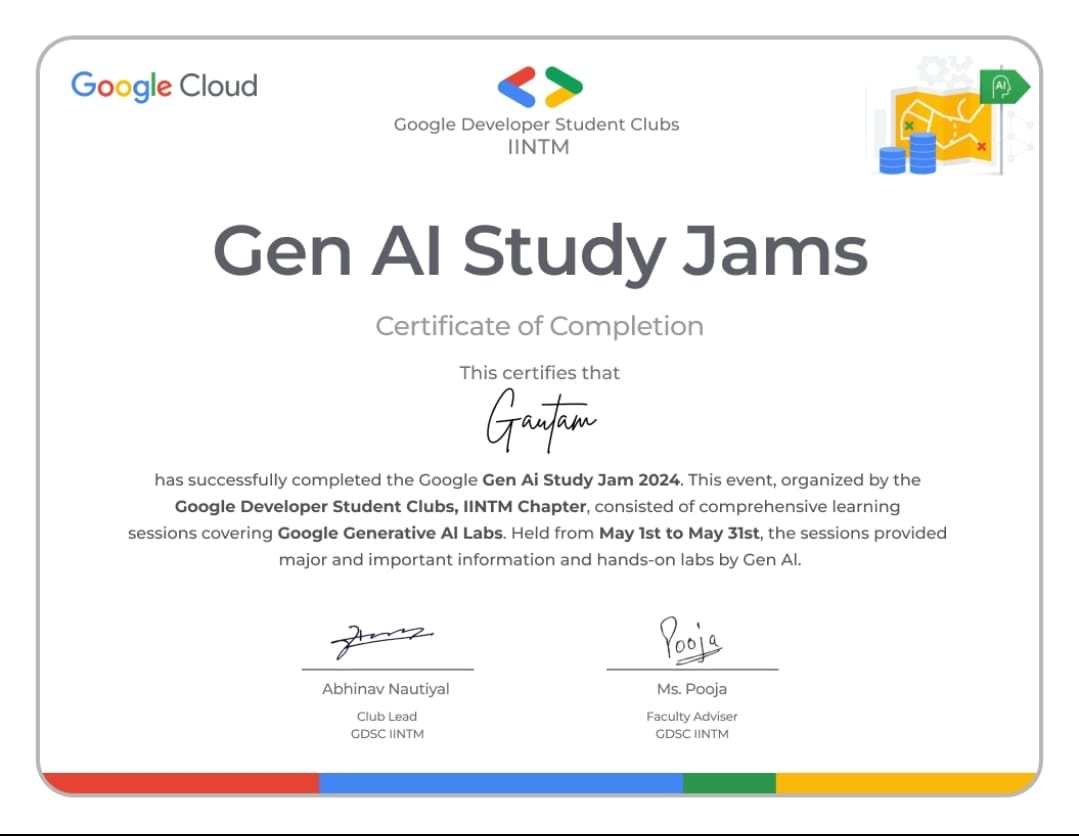 Google Cloud
Google Developer Student Clubs
IINTM
AI
Gen AI Study Jams
Certificate of Completion
This certifies that
Gautam
has successfully completed the Google Gen Ai Study Jam 2024. This event, organized by the
Google Developer Student Clubs, IINTM Chapter, consisted of comprehensive learning
sessions covering Google Generative AI Labs. Held from May 1st to May 31st, the sessions provided
major and important information and hands-on labs by Gen AI.
Pooja
Abhinav Nautiyal
Ms. Pooja
Club Lead
Faculty Adviser
GDSC IINTM
GDSC IINTM